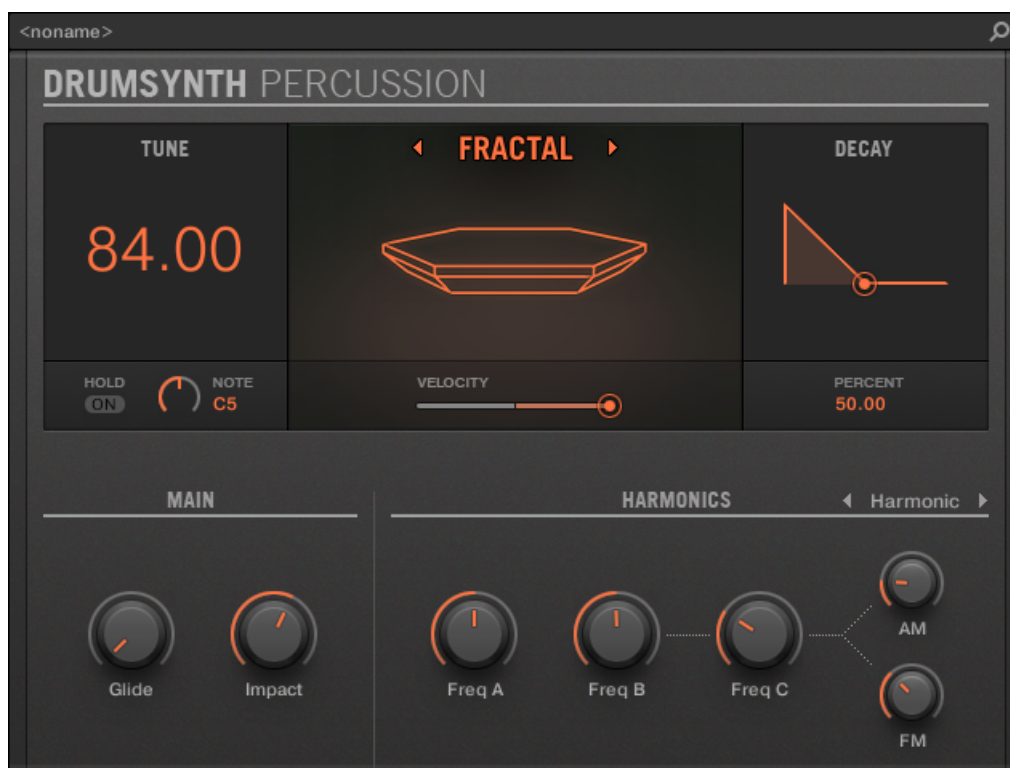 <noname>
DRUMSYNTH PERCUSSION
TUNE
84.00
HOLD
ON
NOTE
C5
FRACTAL
VELOCITY
DECAY
PERCENT
50.00
MAIN
Glide
Impact
HARMONICS
Harmonic
Freq A
Freq B
Freq C
AM
FM